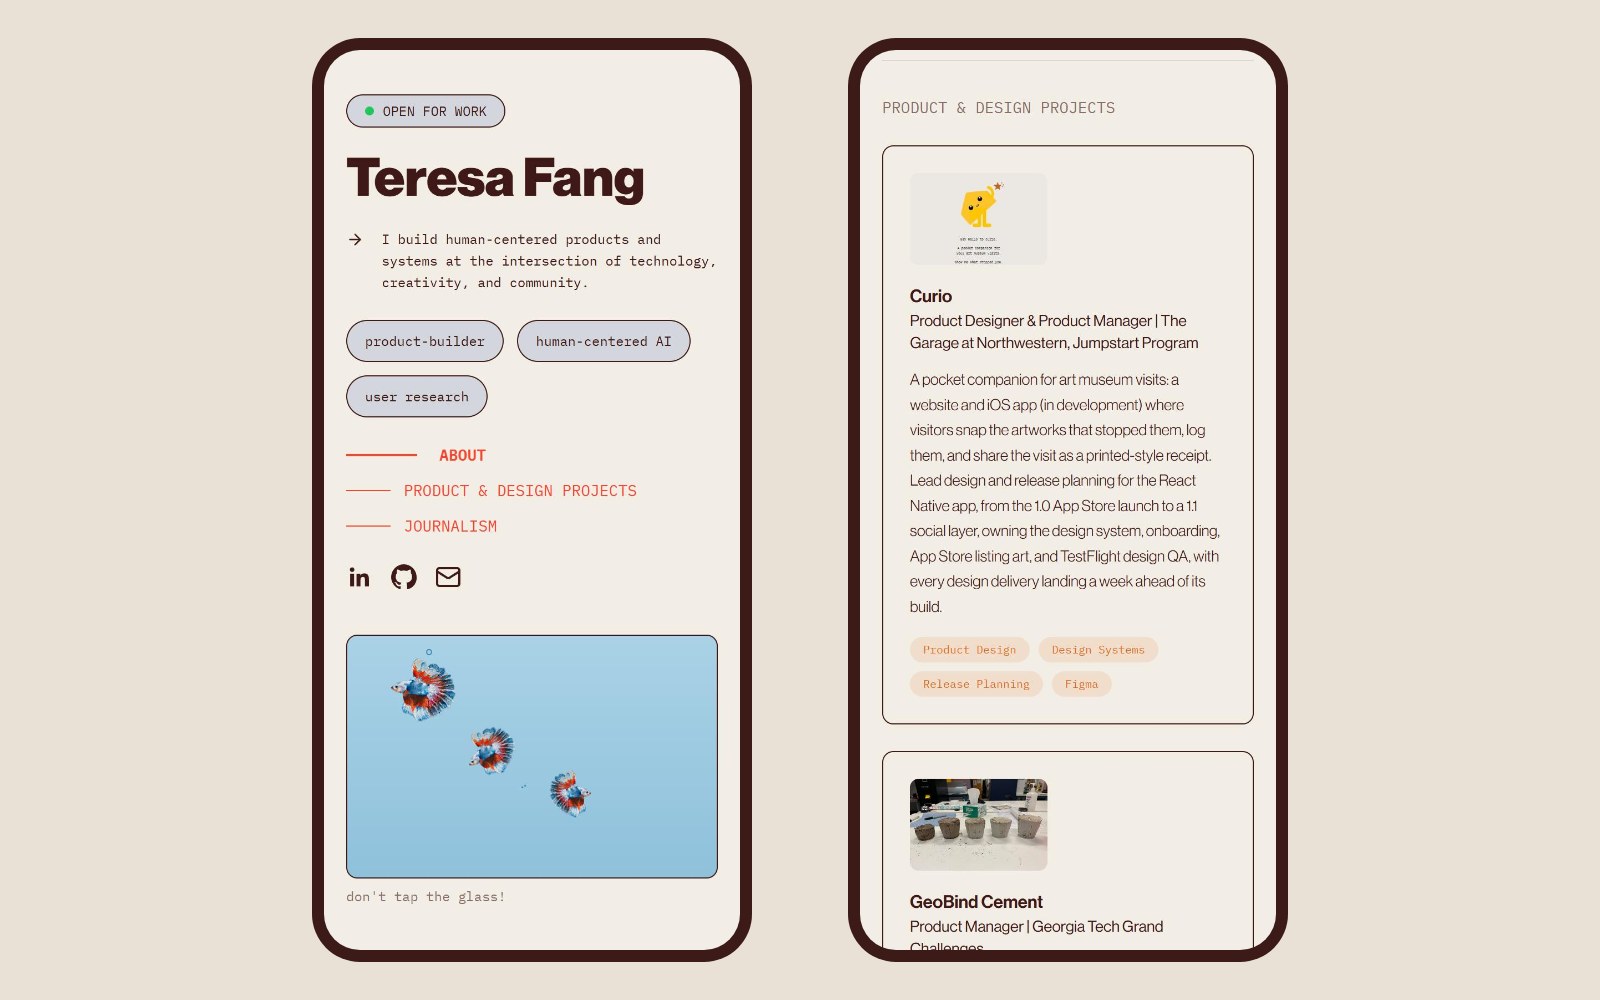 OPEN FOR WORK
Teresa Fang
→ I build human-centered products and
systems at the intersection of technology,
creativity, and community.
product-builder
human-centered AI
user research
ABOUT
PRODUCT & DESIGN PROJECTS
JOURNALISM
in
don't tap the glass!
PRODUCT & DESIGN PROJECTS
Curio
Product Designer & Product Manager | The
Garage at Northwestern, Jumpstart Program
A pocket companion for art museum visits: a
website and iOS app (in development) where
visitors snap the artworks that stopped them, log
them, and share the visit as a printed-style receipt.
Lead design and release planning for the React
Native app, from the 1.0 App Store launch to a 1.1
social layer, owning the design system, onboarding,
App Store listing art, and TestFlight design QA, with
every design delivery landing a week ahead of its
build.
Product Design
Design Systems
Release Planning
Figma
GeoBind Cement
Product Manager | Georgia Tech Grand
Challenges